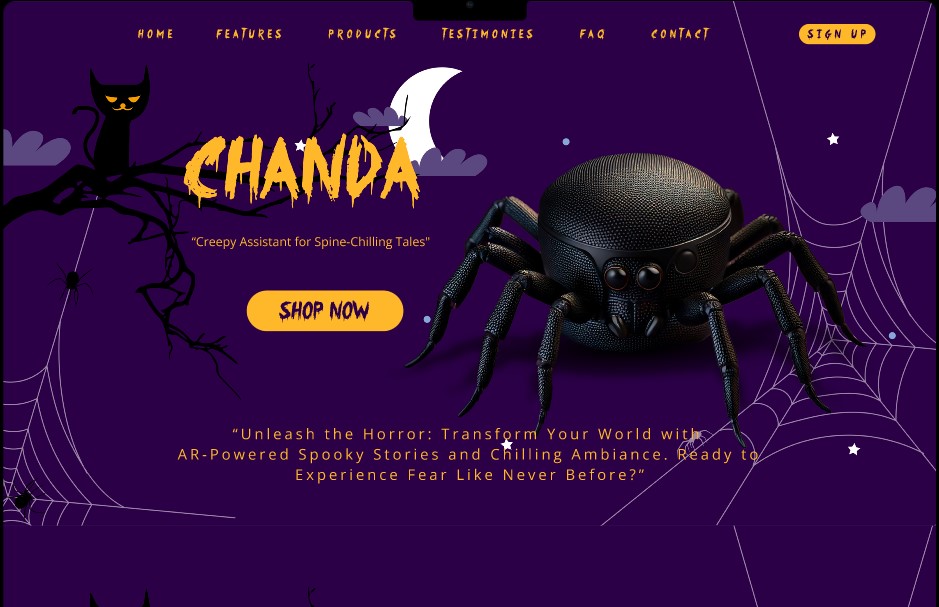 HOME FEATURES PRODUCTS TESTIMONIES FAQ CONTACT SIGN UP
CHANDA
“Creepy Assistant for Spine-Chilling Tales"
SHOP NOW
“Unleash the Horror: Transform Your World with
AR-Powered Spooky Stories and Chilling Ambiance. Ready to
Experience Fear Like Never Before?”